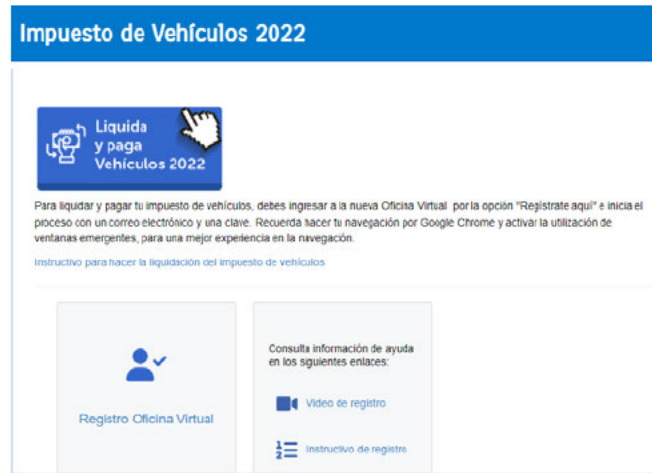 Impuesto de Vehículos 2022
Liquida
y paga
Vehículos 2022
Para liquidar y pagar tu impuesto de vehículos, debes ingresar a la nueva Oficina Virtual por la opción "Regístrate aquí" e inicia el
proceso con un correo electrónico y una clave. Recuerda hacer tu navegación por Google Chrome y activar la utilización de
ventanas emergentes, para una mejor experiencia en la navegación.
Instructivo para hacer la liquidación del impuesto de vehículos
Consulta información de ayuda
en los siguientes enlaces:
Registro Oficina Virtual
Video de registro
1
2
Instructivo de registro